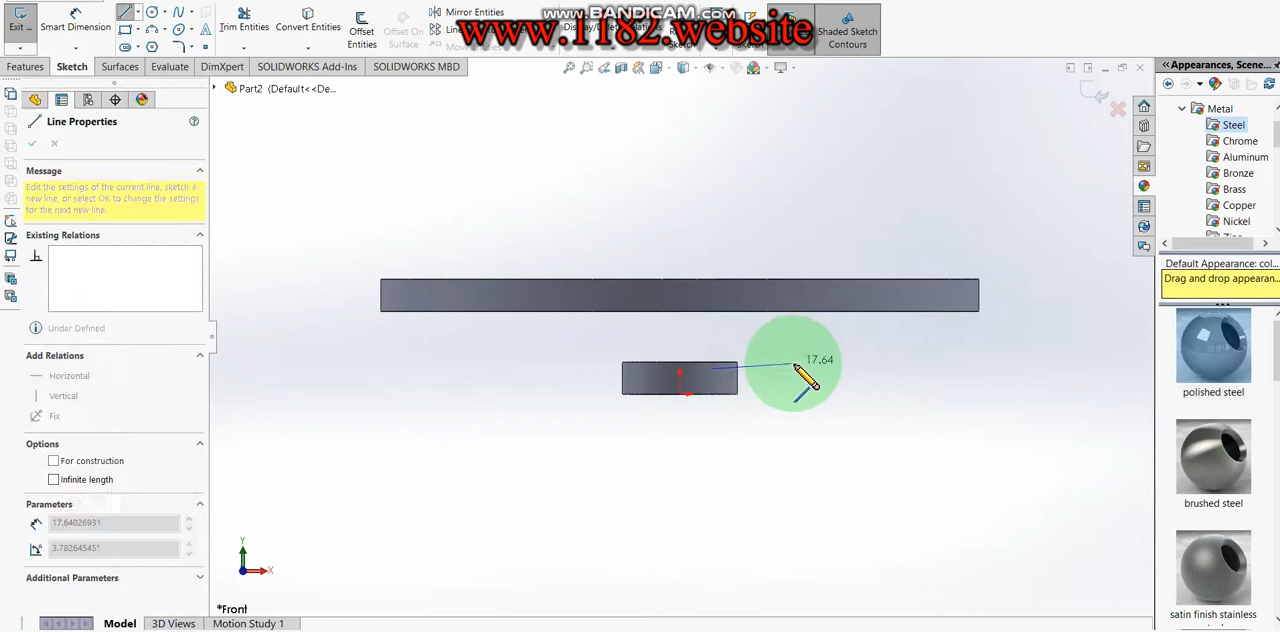 www.BANDICAM.com
www.1182.website
Exit ...
Smart Dimension
Trim Entities
Convert Entities
Offset Entities
Offset On Surface
Mirror Entities
Shaded Sketch Contours
Features
Sketch
Surfaces
Evaluate
DimXpert
SOLIDWORKS Add-Ins
SOLIDWORKS MBD
Part2 (Default<<De...
Line Properties
Message
Edit the settings of the current line, sketch a
new line, or select OK to change the settings
for the next new line.
Existing Relations
Under Defined
Add Relations
Horizontal
Vertical
Fix
Options
For construction
Infinite length
Parameters
17.64026931
3.78264545°
Additional Parameters
17.64
Y
X
*Front
Model
3D Views
Motion Study 1
Appearances, Scene...
Metal
Steel
Chrome
Aluminum
Bronze
Brass
Copper
Nickel
Default Appearance: col...
Drag and drop appearan...
polished steel
brushed steel
satin finish stainless